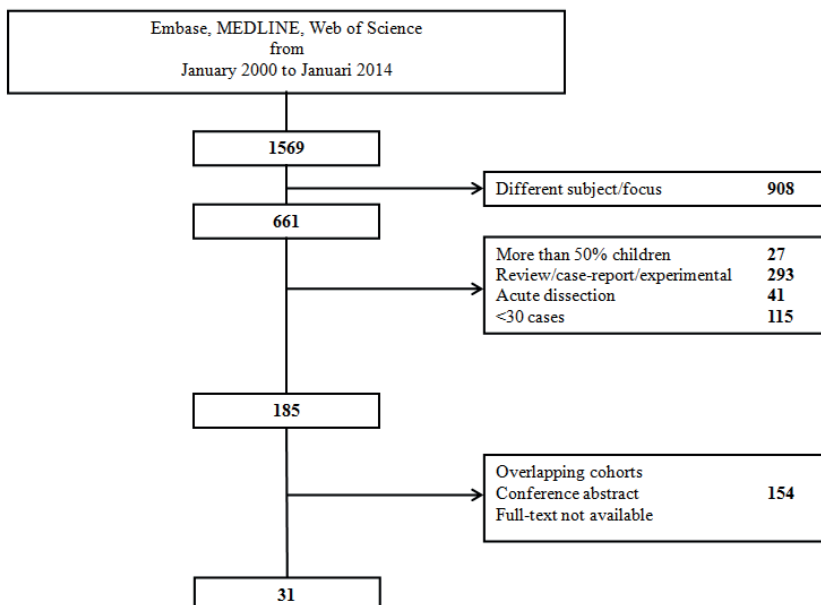 Embase, MEDLINE, Web of Science
from
January 2000 to Januari 2014
1569
Different subject/focus 908
661
More than 50% children 27
Review/case-report/experimental 293
Acute dissection 41
<30 cases 115
185
Overlapping cohorts
Conference abstract 154
Full-text not available
31